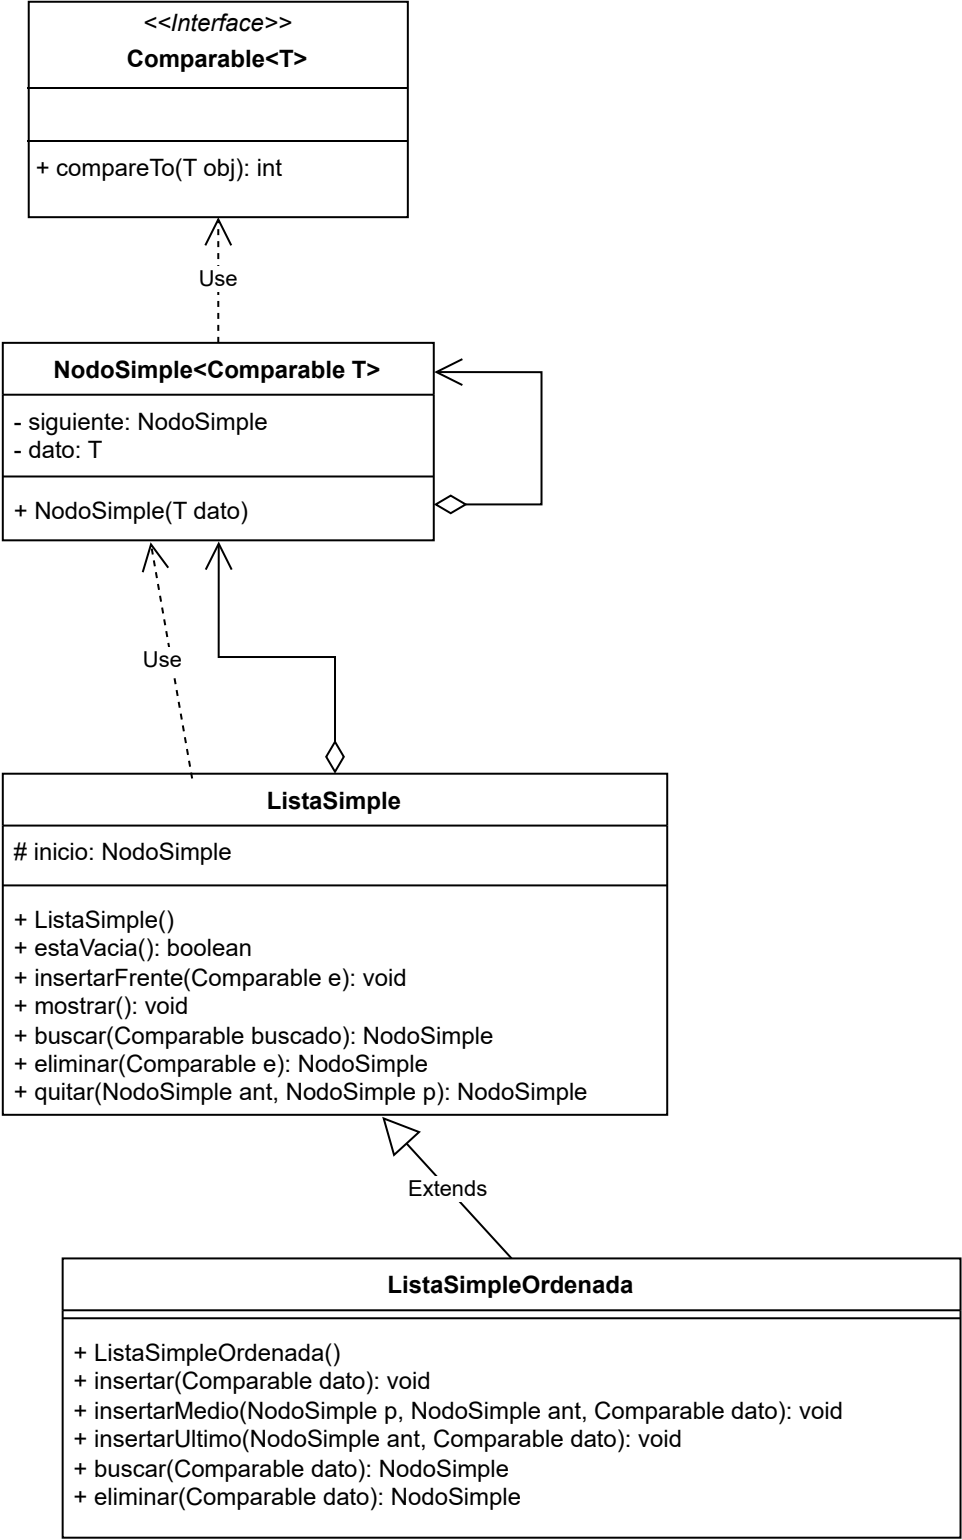 <<Interface>>
Comparable<T>
+ compareTo(T obj): int
Use
NodoSimple<Comparable T>
- siguiente: NodoSimple
- dato: T
+ NodoSimple(T dato)
Use
ListaSimple
# inicio: NodoSimple
+ ListaSimple()
+ estaVacia(): boolean
+ insertarFrente(Comparable e): void
+ mostrar(): void
+ buscar(Comparable buscado): NodoSimple
+ eliminar(Comparable e): NodoSimple
+ quitar(NodoSimple ant, NodoSimple p): NodoSimple
Extends
ListaSimpleOrdenada
+ ListaSimpleOrdenada()
+ insertar(Comparable dato): void
+ insertarMedio(NodoSimple p, NodoSimple ant, Comparable dato): void
+ insertarUltimo(NodoSimple ant, Comparable dato): void
+ buscar(Comparable dato): NodoSimple
+ eliminar(Comparable dato): NodoSimple